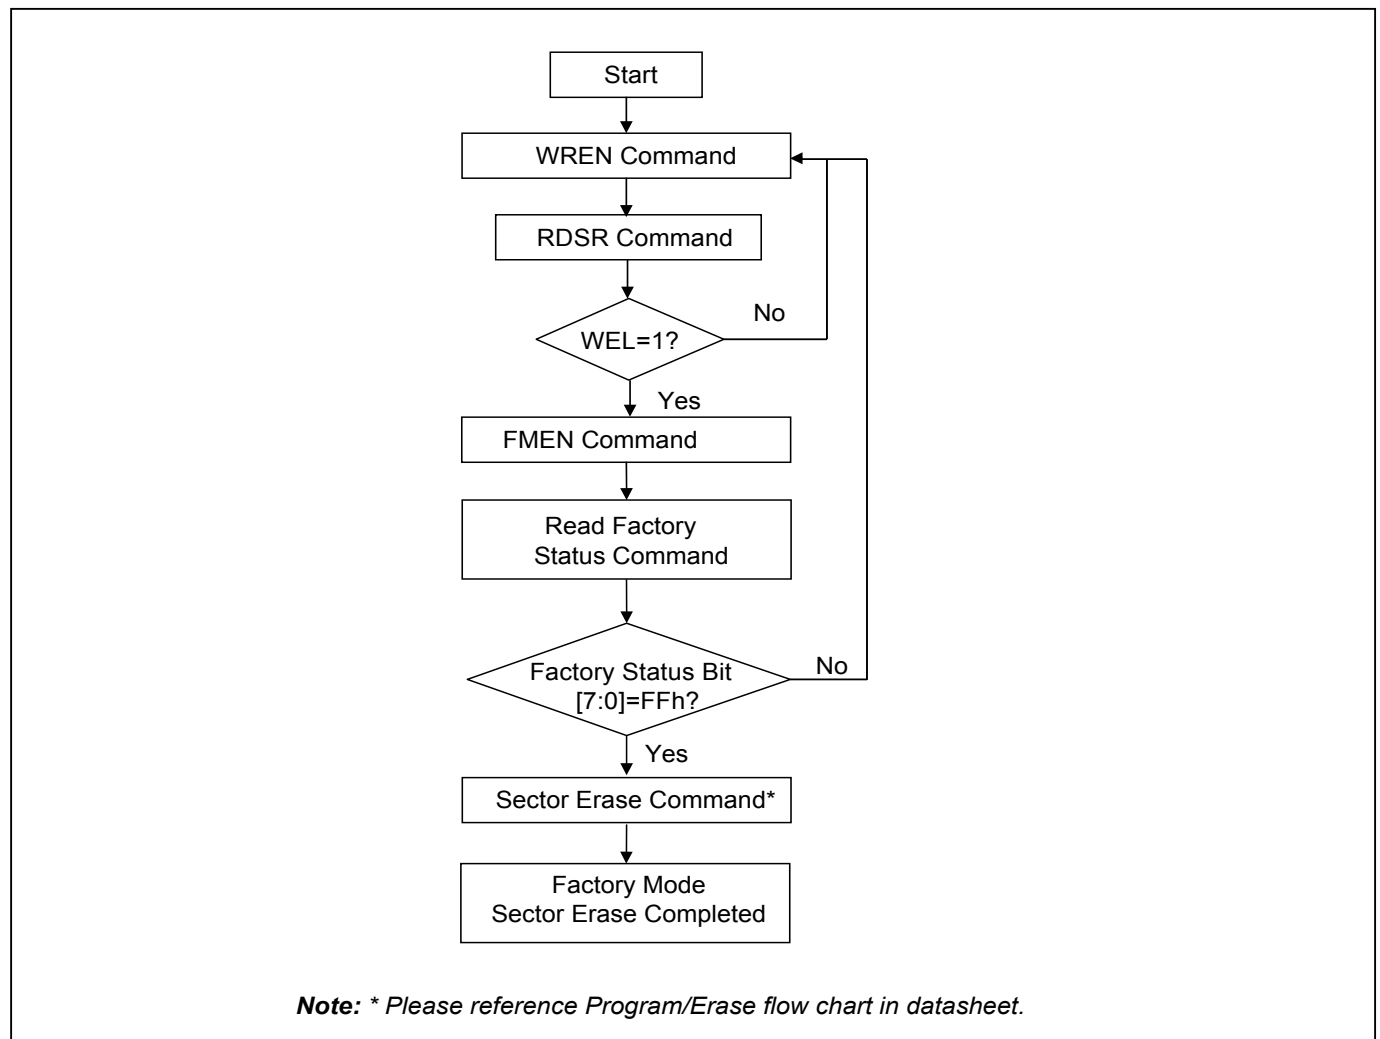 Start
WREN Command
RDSR Command
No
WEL=1?
Yes
FMEN Command
Read Factory
Status Command
No
Factory Status Bit
[7:0]=FFh?
Yes
Sector Erase Command*
Factory Mode
Sector Erase Completed
Note: * Please reference Program/Erase flow chart in datasheet.